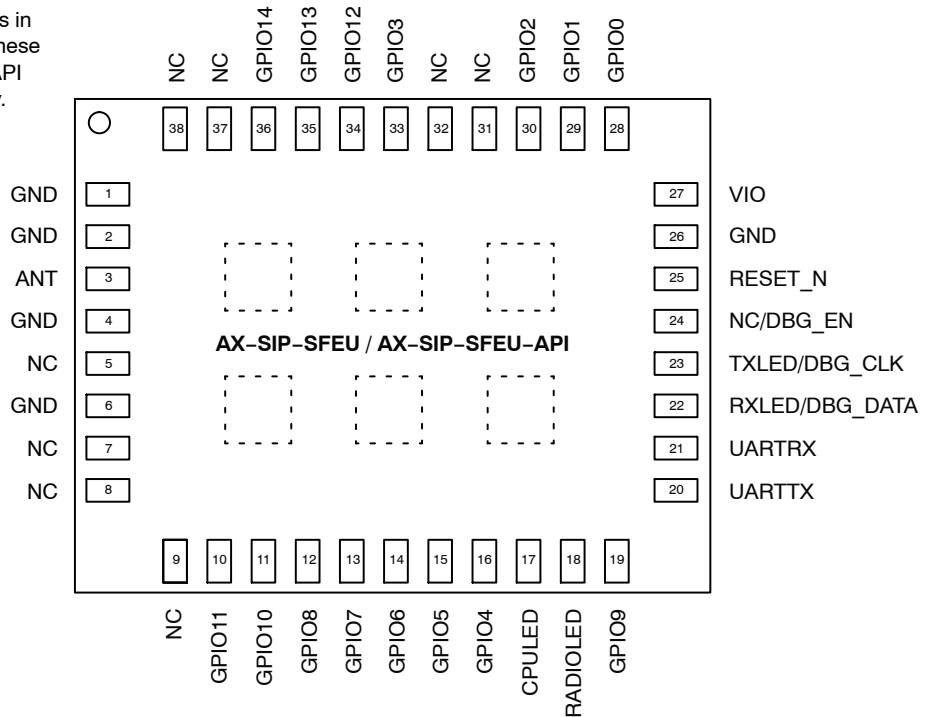 s in
hese
API
.
NC
NC
GPIO14
GPIO13
GPIO12
GPIO3
NC
NC
GPIO2
GPIO1
GPIO0
38
37
36
35
34
33
32
31
30
29
28
GND 1
27 VIO
GND 2
26 GND
ANT 3
25 RESET_N
GND 4
24 NC/DBG_EN
AX–SIP–SFEU / AX–SIP–SFEU–API
NC 5
23 TXLED/DBG_CLK
GND 6
22 RXLED/DBG_DATA
NC 7
21 UARTRX
NC 8
20 UARTTX
9
10
11
12
13
14
15
16
17
18
19
NC
GPIO11
GPIO10
GPIO8
GPIO7
GPIO6
GPIO5
GPIO4
CPULED
RADIOLED
GPIO9